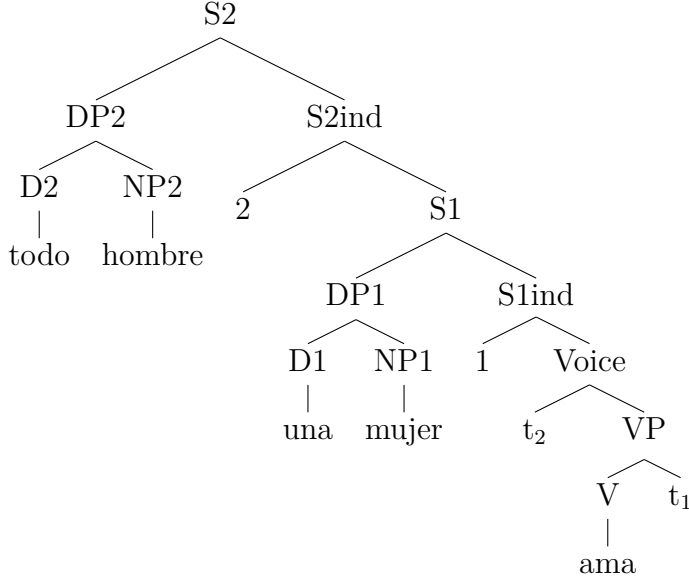 S2
DP2 S2ind
D2 NP2 2 S1
todo hombre
DP1 S1ind
D1 NP1 1 Voice
una mujer t₂ VP
V t₁
ama